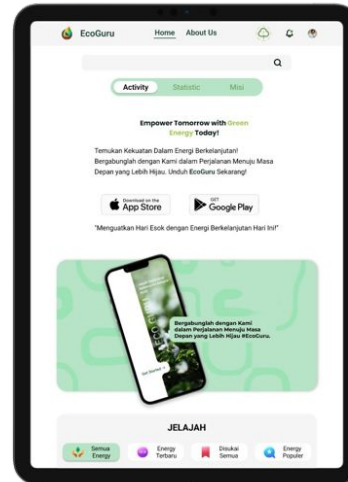 EcoGuru
Home About Us
Activity Statistic Misi
Empower Tomorrow with Green
Energy Today!
Temukan Kekuatan Dalam Energi Berkelanjutan!
Bergabunglah dengan Kami dalam Perjalanan Menuju Masa
Depan yang Lebih Hijau. Unduh EcoGuru Sekarang!
Download on the
App Store
GET
Google Play
"Menguatkan Hari Esok dengan Energi Berkelanjutan Hari Ini!"
Bergabunglah dengan Kami
dalam Perjalanan Menuju Masa
Depan yang Lebih Hijau #EcoGuru.
Get Started
JELAJAH
Semua
Energy
Energy
Terbaru
Disukai
Semua
Energy
Populer